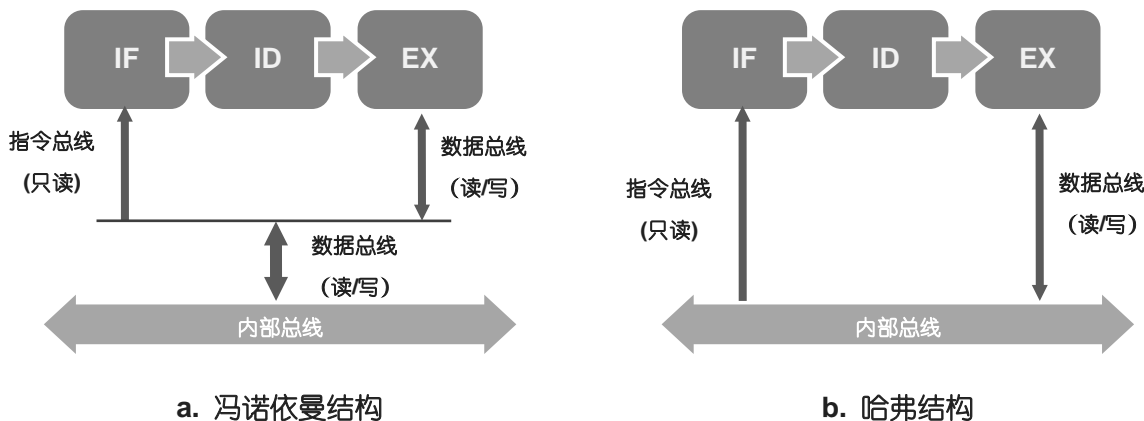 IF
ID
EX
指令总线
(只读)
数据总线
（读/写）
数据总线
（读/写）
内部总线
a. 冯诺依曼结构
IF
ID
EX
指令总线
(只读)
数据总线
（读/写）
内部总线
b. 哈弗结构